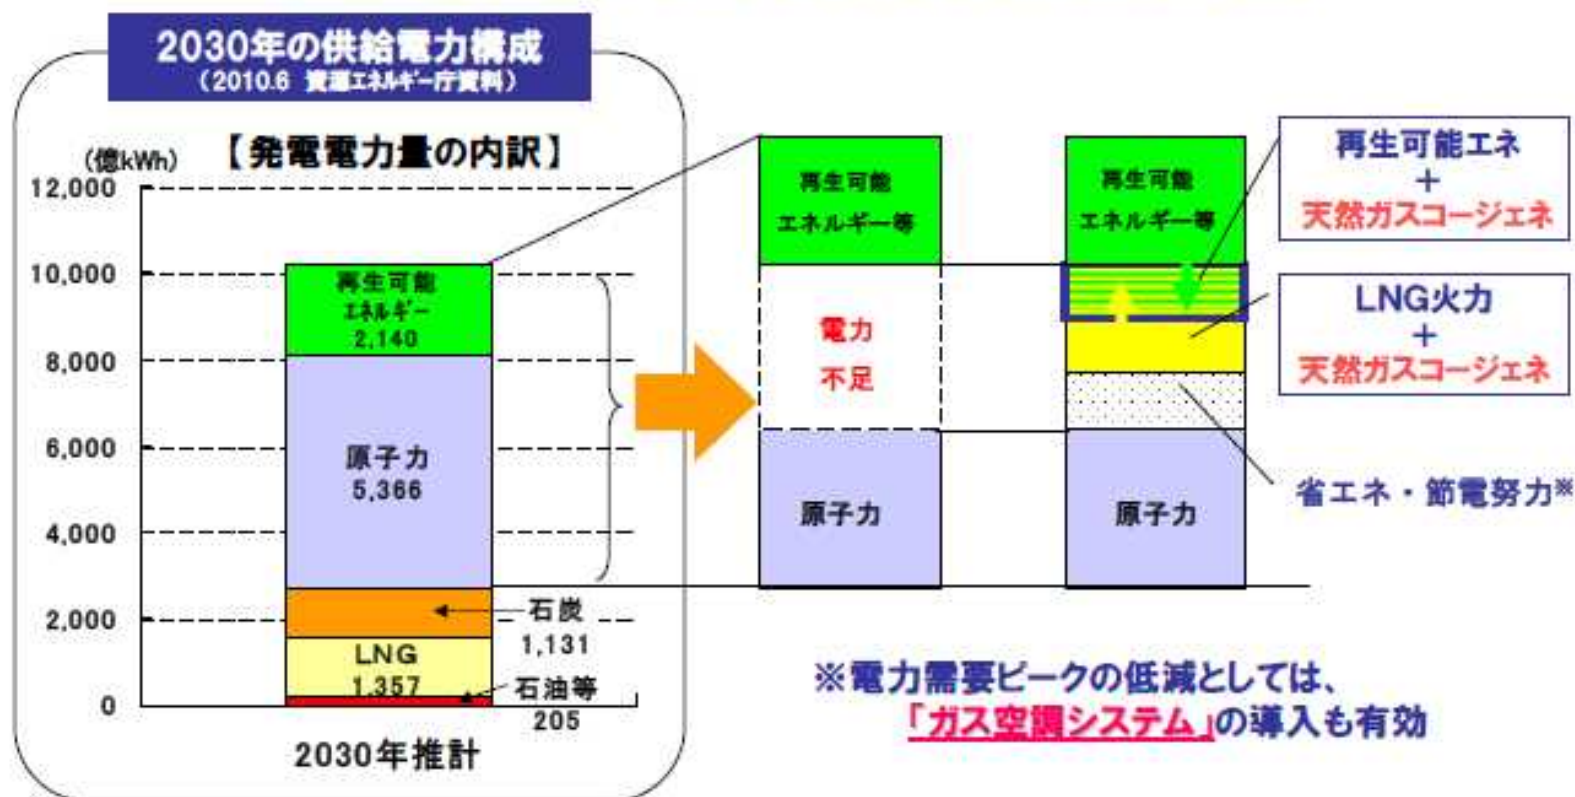 2030年の供給電力構成
(2010.6 資源エネルギー庁資料)
(億kWh)
【発電電力量の内訳】
12,000
10,000
8,000
6,000
4,000
2,000
0
再生可能
エネルギー
2,140
原子力
5,366
石炭
1,131
LNG
1,357
石油等
205
2030年推計
再生可能
エネルギー等
電力
不足
原子力
再生可能
エネルギー等
原子力
再生可能エネ
+
天然ガスコージェネ
LNG火力
+
天然ガスコージェネ
省エネ・節電努力※
※電力需要ピークの低減としては、
「ガス空調システム」の導入も有効